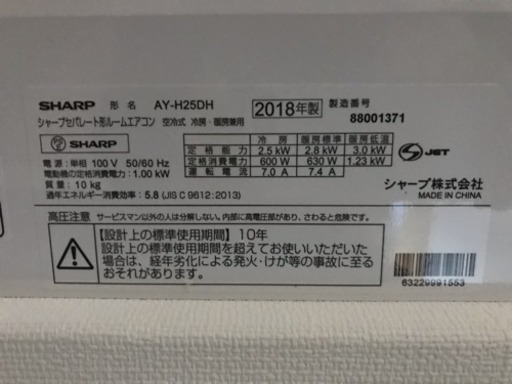 SHARP 形名 AY-H25DH 2018年製 製造番号
シャープセパレート形ルームエアコン 空冷式 冷房・暖房兼用 88001371
SHARP
電源:単相 100 V 50/60 Hz
電動機の定格消費電力:1.00 kW
質量:10 kg
通年エネルギー消費効率:5.8 (JIS C 9612:2013)
冷房 暖房標準 暖房低温
定格能力 2.5 kW 2.8 kW 3.0 kW
定格消費電力 600 W 630 W 1.23 kW
運転電流 7.0 A 7.4 A
S JET
シャープ株式会社
MADE IN CHINA
高圧注意 サービスマン以外の人は分解しない。内部に高電圧部があり、さわると危険です。
【設計上の標準使用期間】10年
設計上の標準使用期間を超えてお使いいただいた
場合は、経年劣化による発火・けが等の事故に至る
おそれがあります。
63229991553